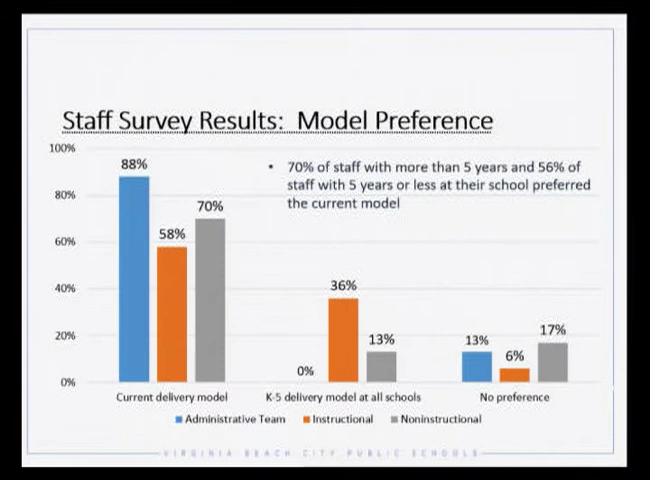 Staff Survey Results: Model Preference
100%
80%
60%
40%
20%
0%
• 70% of staff with more than 5 years and 56% of
staff with 5 years or less at their school preferred
the current model
88%
58%
70%
0%
36%
13%
13%
6%
17%
Current delivery model
K-5 delivery model at all schools
No preference
Administrative Team
Instructional
Noninstructional
VIRGINIA BEACH CITY PUBLIC SCHOOLS